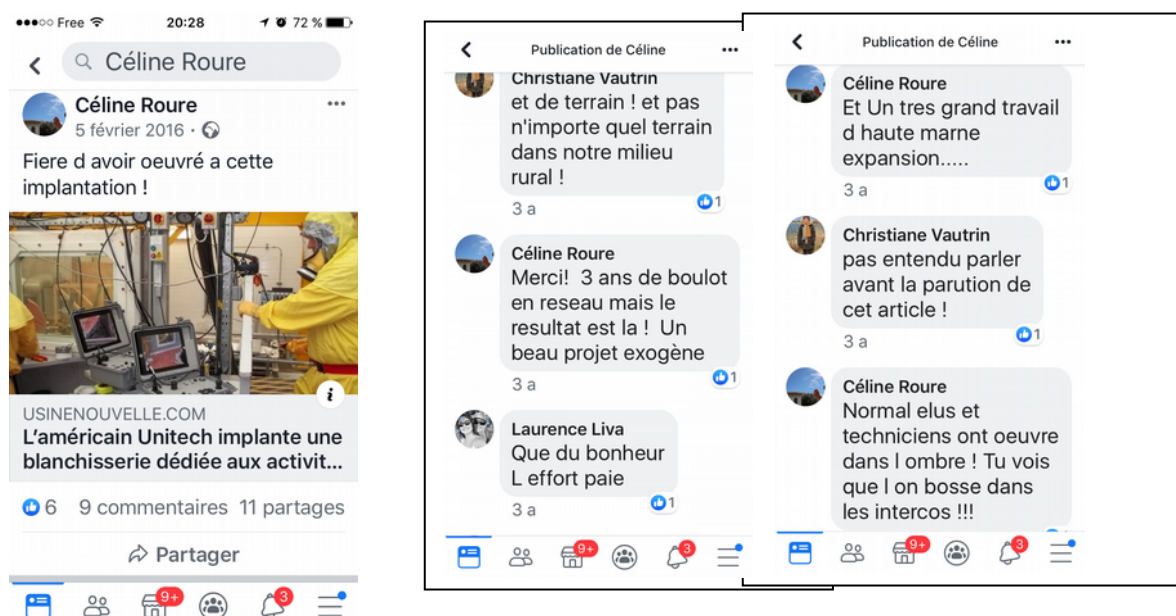 Free 20:28 72 %
Céline Roure
Céline Roure
5 février 2016 ·
Fiere d avoir oeuvré a cette
implantation !
USINENOUVELLE.COM
L'américain Unitech implante une
blanchisserie dédiée aux activit...
6 9 commentaires 11 partages
Partager
9+ 3
Publication de Céline
Christiane Vautrin
et de terrain ! et pas
n'importe quel terrain
dans notre milieu
rural !
3 a 1
Céline Roure
Merci! 3 ans de boulot
en reseau mais le
resultat est la ! Un
beau projet exogène
3 a 1
Laurence Liva
Que du bonheur
L effort paie
3 a 1
9+ 3
Publication de Céline
Céline Roure
Et Un tres grand travail
d haute marne
expansion.....
3 a 1
Christiane Vautrin
pas entendu parler
avant la parution de
cet article !
3 a 1
Céline Roure
Normal elus et
techniciens ont oeuvre
dans l ombre ! Tu vois
que l on bosse dans
les intercos !!!
9+ 3